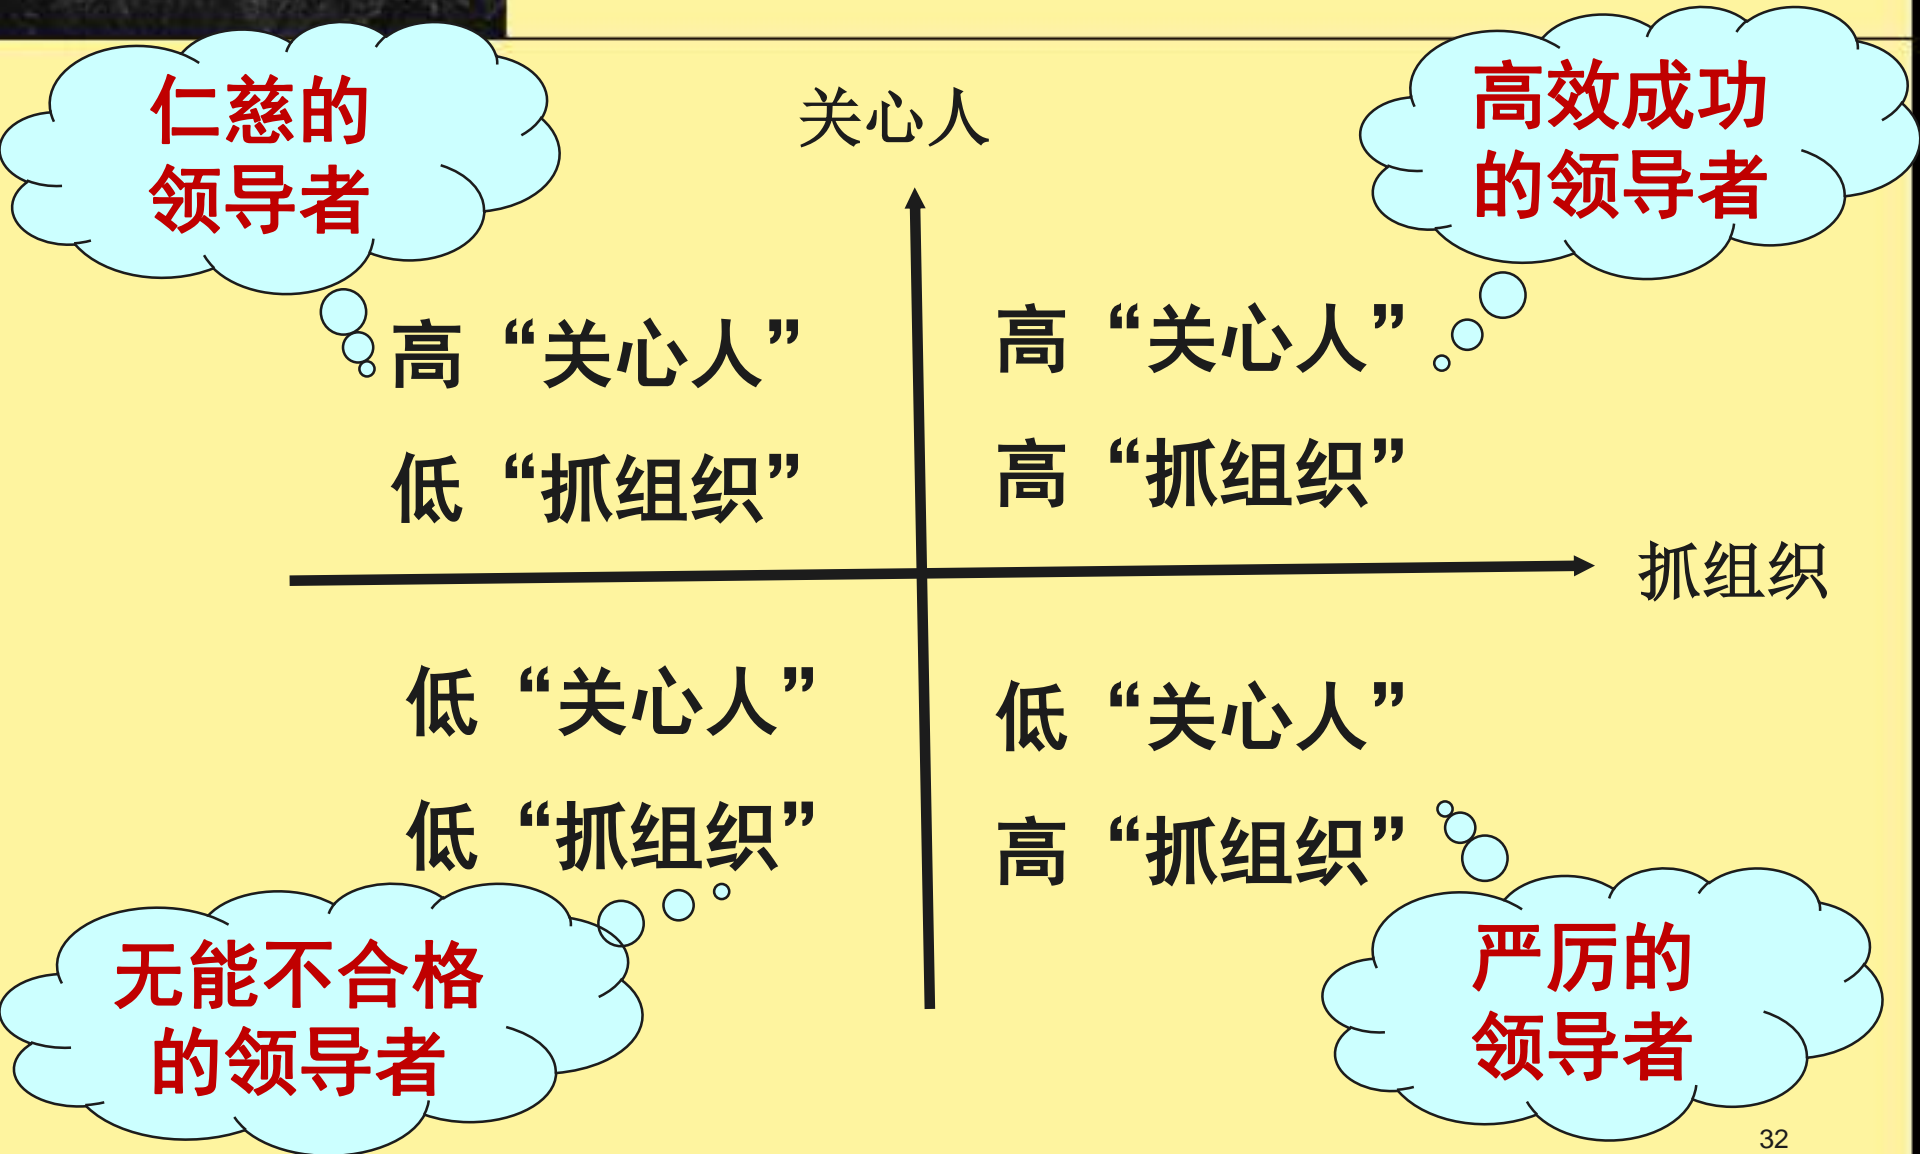 仁慈的
领导者
关心人
高效成功
的领导者
高“关心人”
低“抓组织”
高“关心人”
高“抓组织”
抓组织
低“关心人”
低“抓组织”
低“关心人”
高“抓组织”
无能不合格
的领导者
严厉的
领导者
32